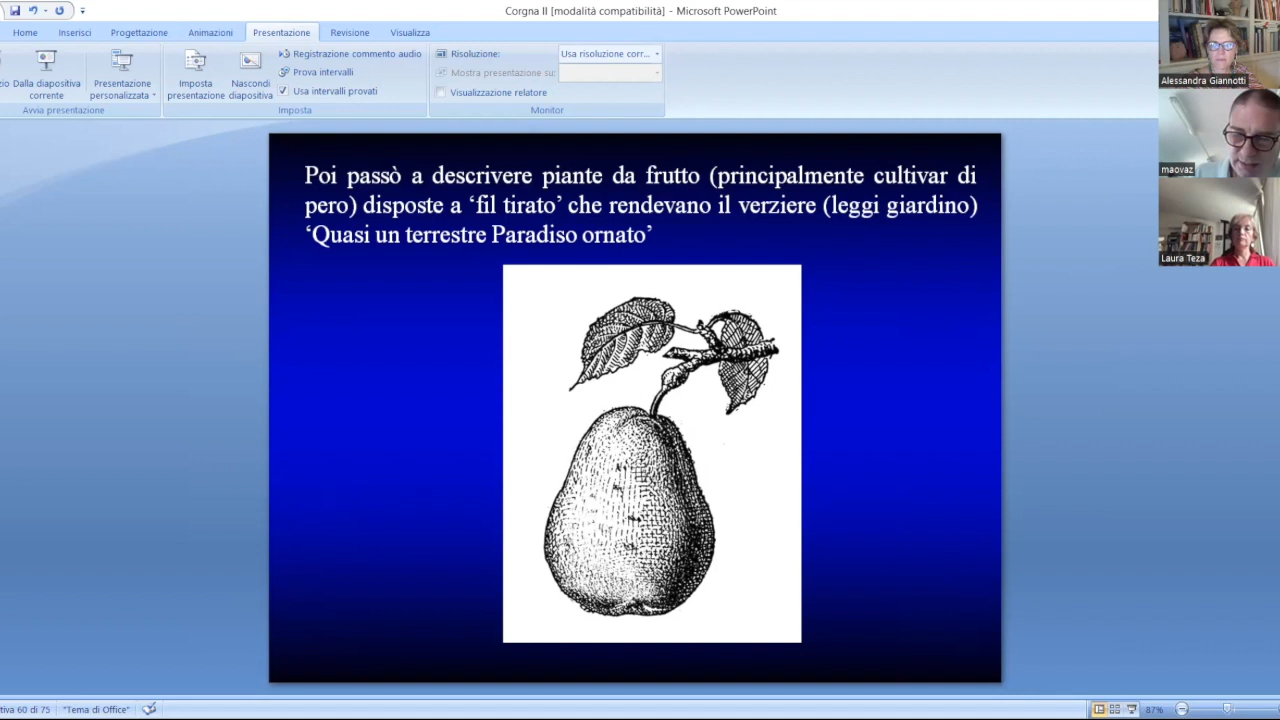 Corgna II [modalità compatibilità] - Microsoft PowerPoint
Home Inserisci Progettazione Animazioni Presentazione Revisione Visualizza
Dalla diapositiva corrente
Presentazione personalizzata
Avvia presentazione
Imposta presentazione
Nascondi diapositiva
Registrazione commento audio
Prova intervalli
Usa intervalli provati
Imposta
Risoluzione: Usa risoluzione corr...
Mostra presentazione su:
Visualizzazione relatore
Monitor
Alessandra Giannotti
maovaz
Laura Teza
Poi passò a descrivere piante da frutto (principalmente cultivar di
pero) disposte a ‘fil tirato’ che rendevano il verziere (leggi giardino)
‘Quasi un terrestre Paradiso ornato’
tiva 60 di 75 "Tema di Office" 87%